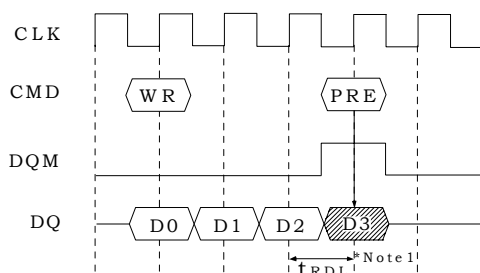 CLK
CMD
WR
PRE
DQM
DQ
D0
D1
D2
D3
tRDL
*Note1